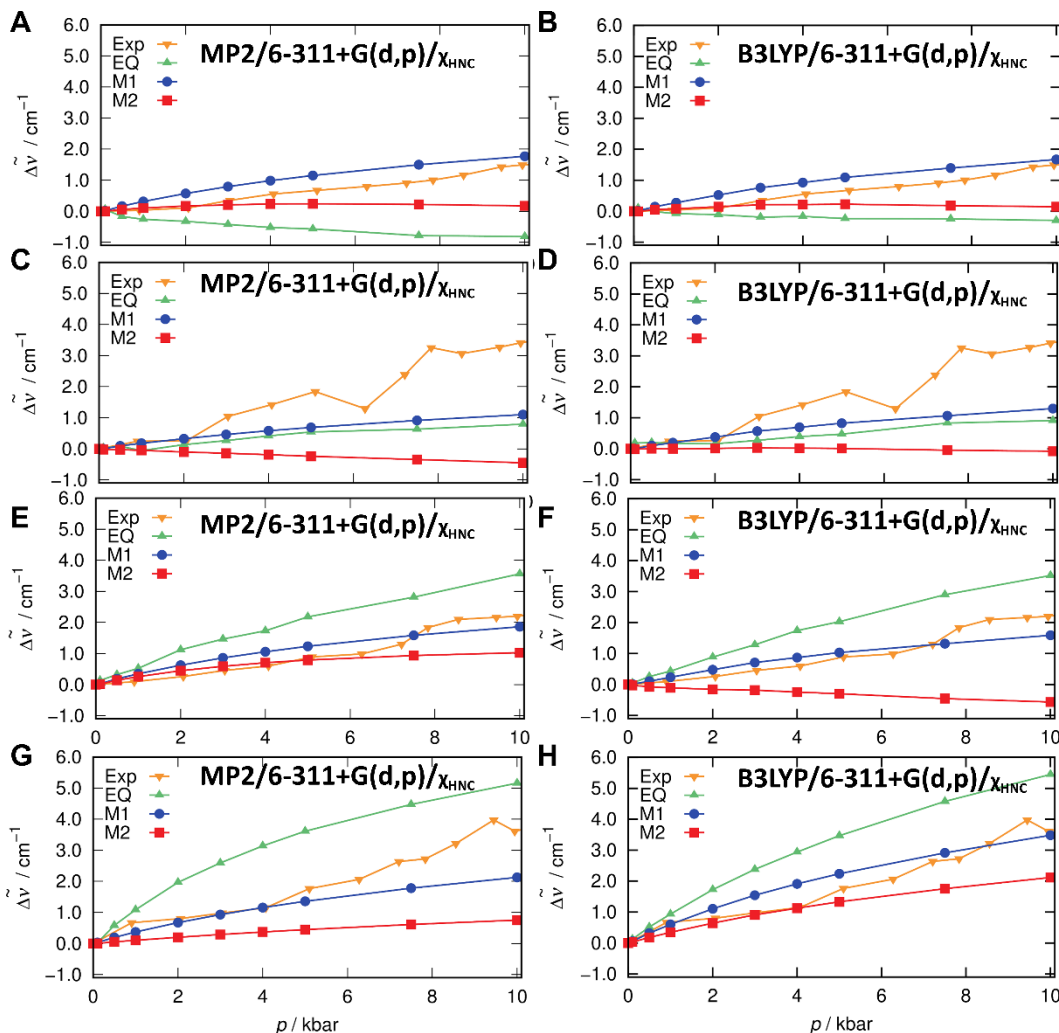 A
6.0
5.0
4.0
3.0
2.0
1.0
0.0
−1.0
Δν̃ / cm⁻¹
Exp
EQ
M1
M2
MP2/6-311+G(d,p)/χHNC
B
6.0
5.0
4.0
3.0
2.0
1.0
0.0
−1.0
Δν̃ / cm⁻¹
Exp
EQ
M1
M2
B3LYP/6-311+G(d,p)/χHNC
C
6.0
5.0
4.0
3.0
2.0
1.0
0.0
−1.0
Δν̃ / cm⁻¹
Exp
EQ
M1
M2
MP2/6-311+G(d,p)/χHNC
D
6.0
5.0
4.0
3.0
2.0
1.0
0.0
−1.0
Δν̃ / cm⁻¹
Exp
EQ
M1
M2
B3LYP/6-311+G(d,p)/χHNC
E
6.0
5.0
4.0
3.0
2.0
1.0
0.0
−1.0
Δν̃ / cm⁻¹
Exp
EQ
M1
M2
MP2/6-311+G(d,p)/χHNC
0 2 4 6 8 10
F
6.0
5.0
4.0
3.0
2.0
1.0
0.0
−1.0
Δν̃ / cm⁻¹
Exp
EQ
M1
M2
B3LYP/6-311+G(d,p)/χHNC
0 2 4 6 8 10
G
6.0
5.0
4.0
3.0
2.0
1.0
0.0
−1.0
Δν̃ / cm⁻¹
Exp
EQ
M1
M2
MP2/6-311+G(d,p)/χHNC
0 2 4 6 8 10
p / kbar
H
6.0
5.0
4.0
3.0
2.0
1.0
0.0
−1.0
Δν̃ / cm⁻¹
Exp
EQ
M1
M2
B3LYP/6-311+G(d,p)/χHNC
0 2 4 6 8 10
p / kbar